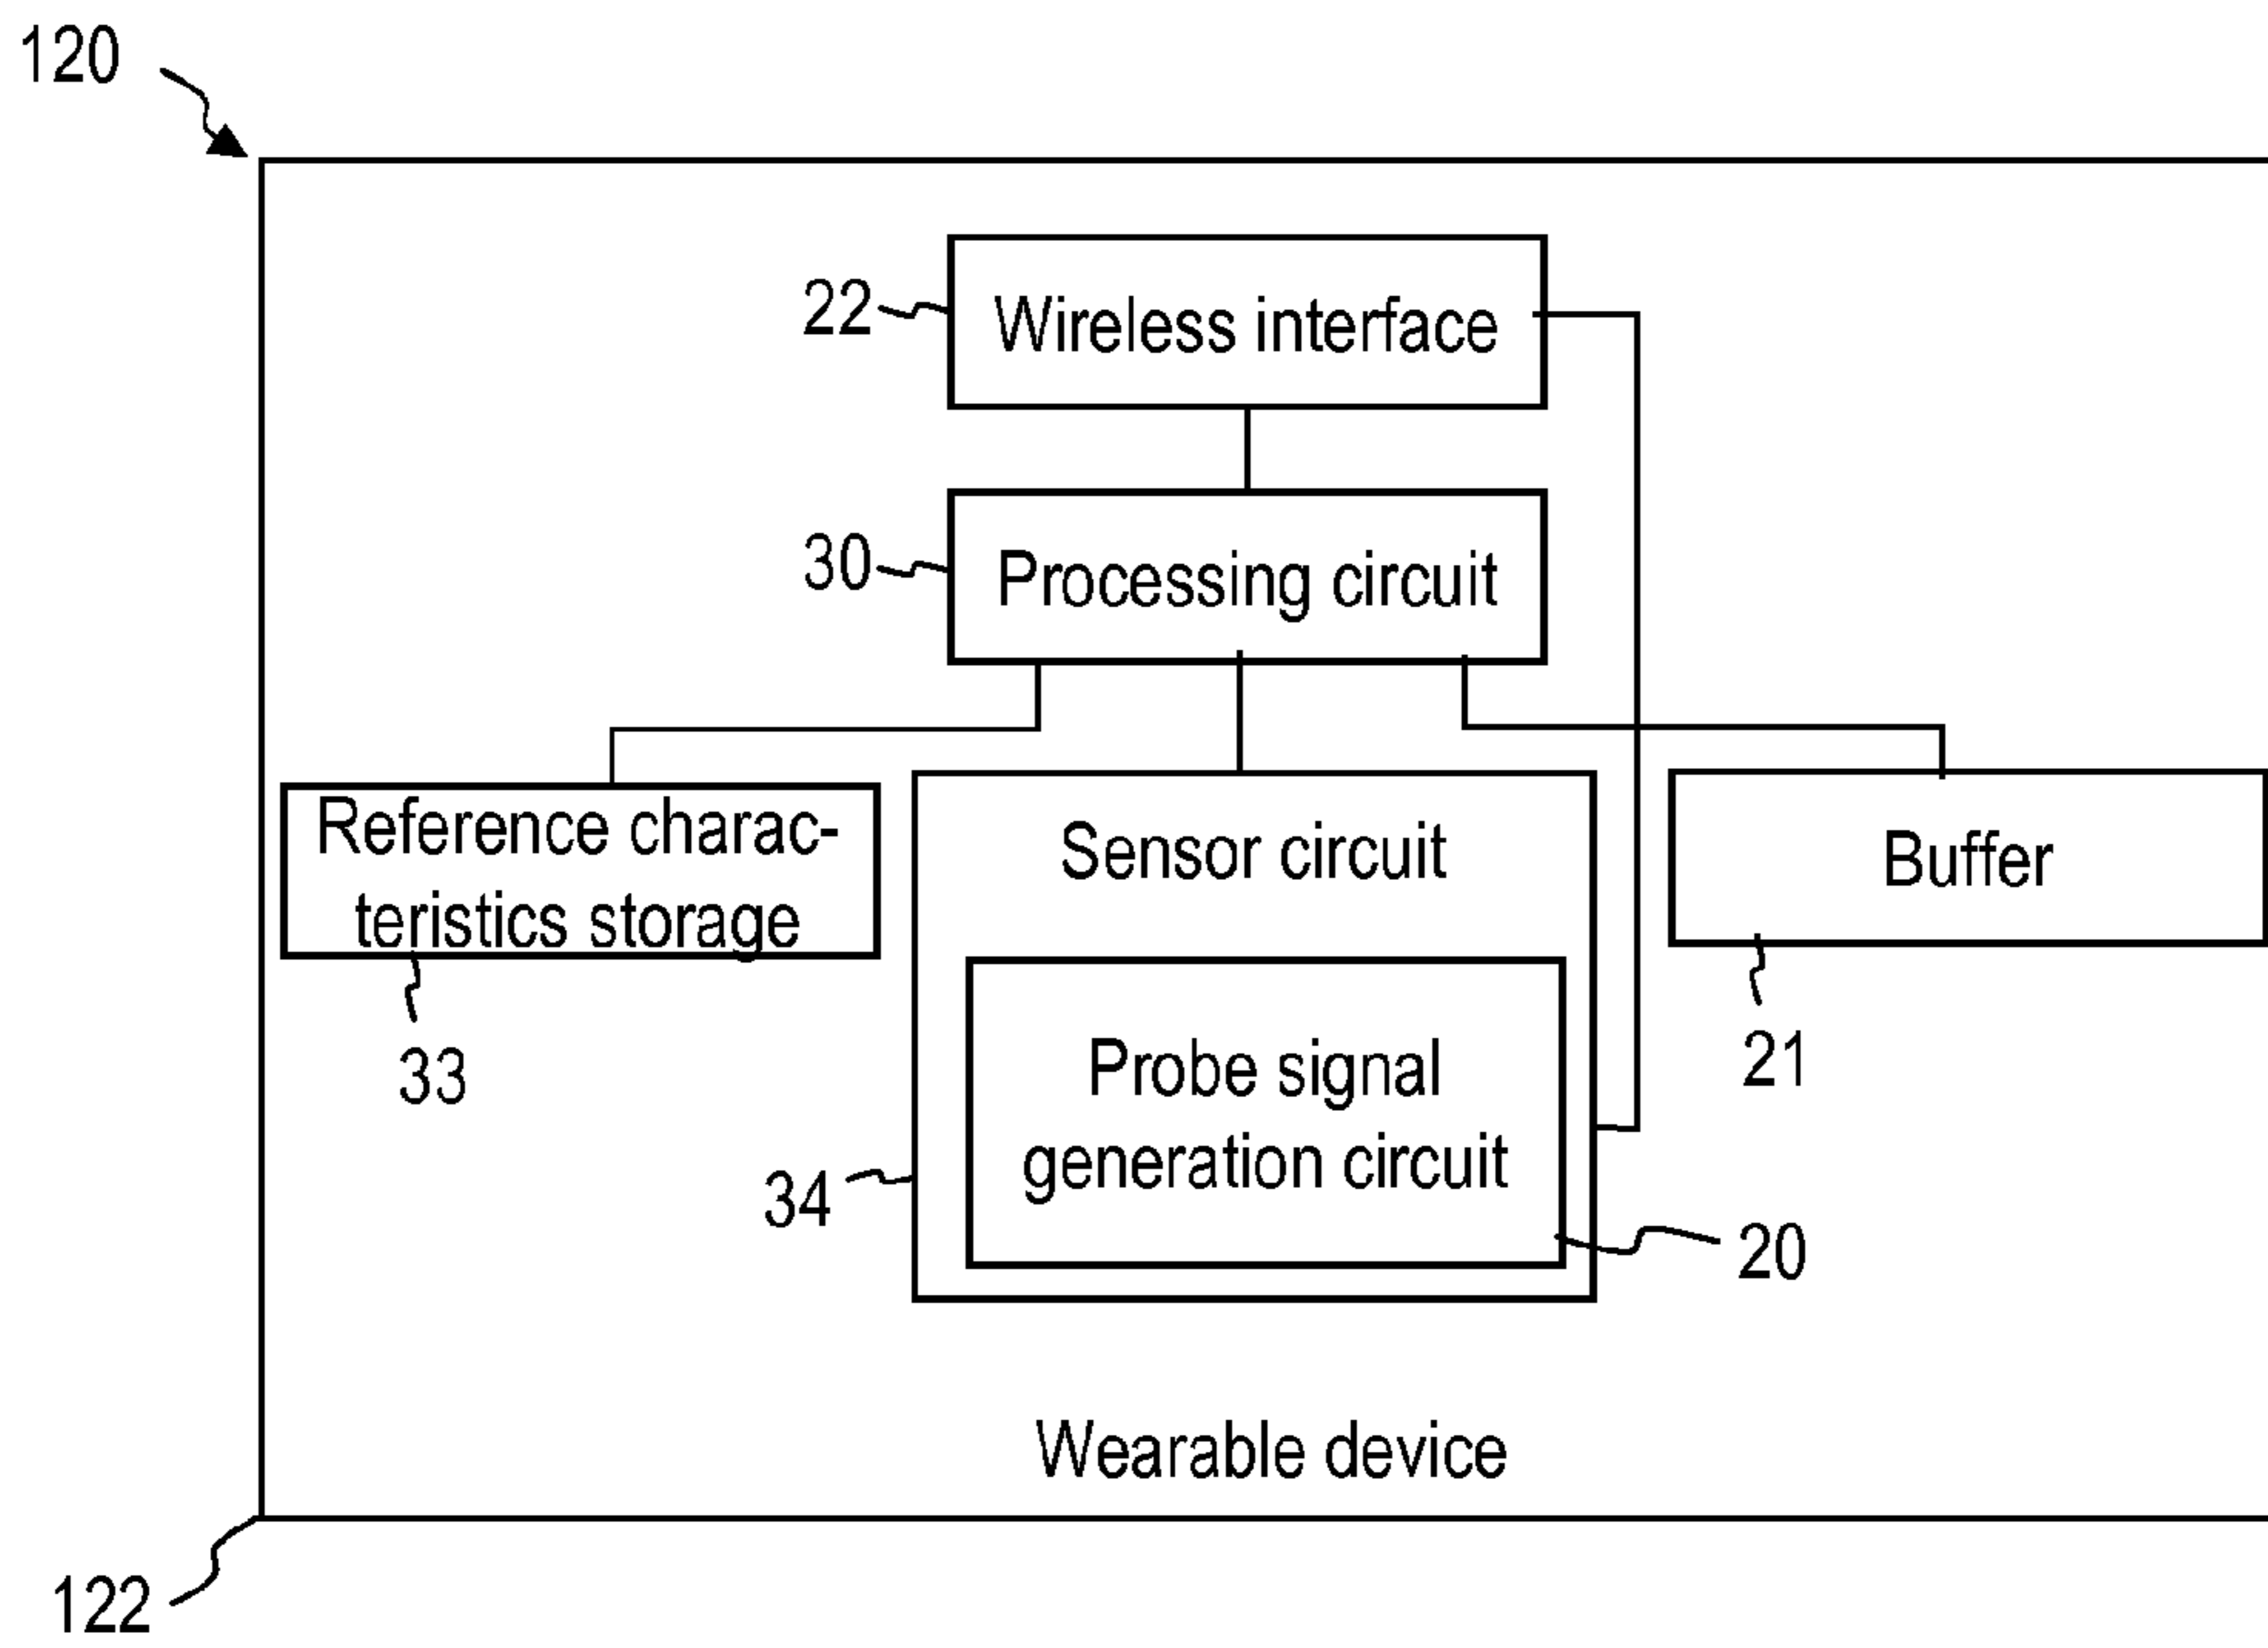 120
22
Wireless interface
30
Processing circuit
Reference charac-
teristics storage
33
Sensor circuit
Buffer
21
Probe signal
generation circuit
34
20
Wearable device
122